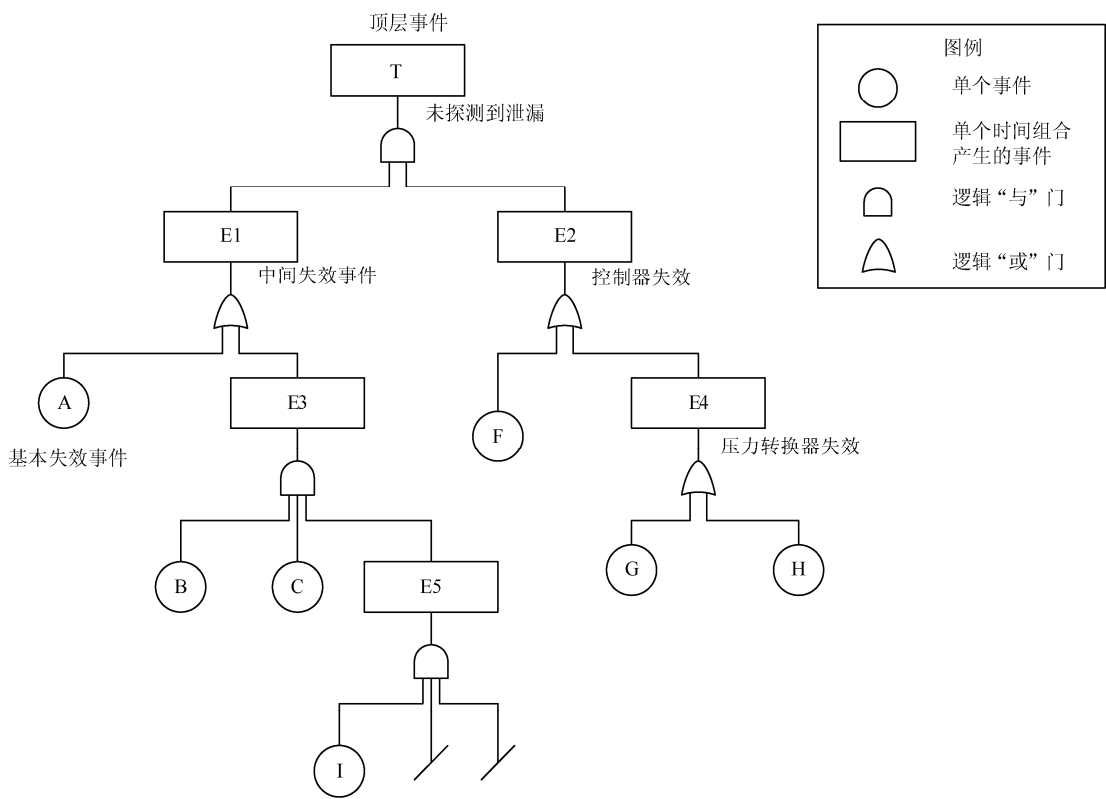 顶层事件
T
未探测到泄漏
E1
中间失效事件
E2
控制器失效
A
基本失效事件
E3
F
E4
压力转换器失效
B
C
E5
G
H
I
图例
单个事件
单个时间组合
产生的事件
逻辑“与”门
逻辑“或”门